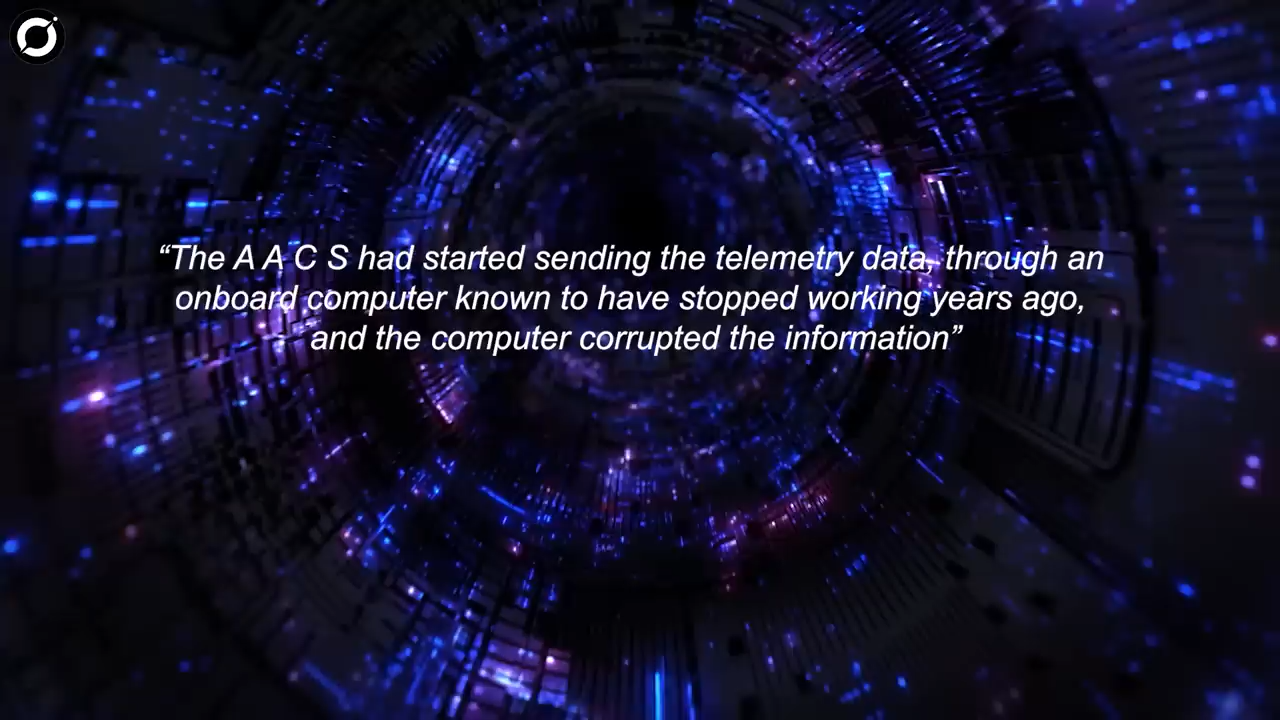 “The A A C S had started sending the telemetry data, through an
onboard computer known to have stopped working years ago,
and the computer corrupted the information”